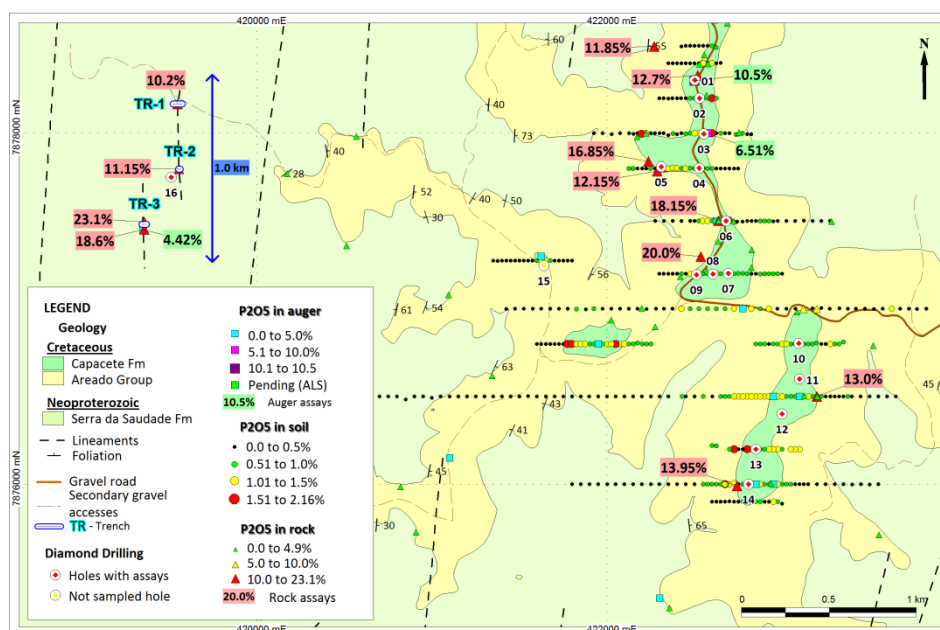 420000 mE
422000 mE
7878000 mN
7876000 mN
N
60
55
11.85%
12.7%
10.5%
01
10.2%
TR-1
40
02
73
03
6.51%
40
TR-2
1.0 km
16.85%
11.15%
28
16
05
04
12.15%
52
40
50
TR-3
23.1%
18.15%
30
06
18.6%
4.42%
20.0%
08
15
56
09
07
LEGEND
Geology
Cretaceous
Capacete Fm
Areado Group
Neoproterozoic
Serra da Saudade Fm
Lineaments
Foliation
Gravel road
Secondary gravel
accesses
TR - Trench
Diamond Drilling
Holes with assays
Not sampled hole
P2O5 in auger
0.0 to 5.0%
5.1 to 10.0%
10.1 to 10.5
Pending (ALS)
10.5% Auger assays
P2O5 in soil
0.0 to 0.5%
0.51 to 1.0%
1.01 to 1.5%
1.51 to 2.16%
P2O5 in rock
0.0 to 4.9%
5.0 to 10.0%
10.0 to 23.1%
20.0% Rock assays
61
54
10
63
11
13.0%
45
43
12
41
13
13.95%
45
14
30
65
0
0.5
1 km
420000 mE
422000 mE